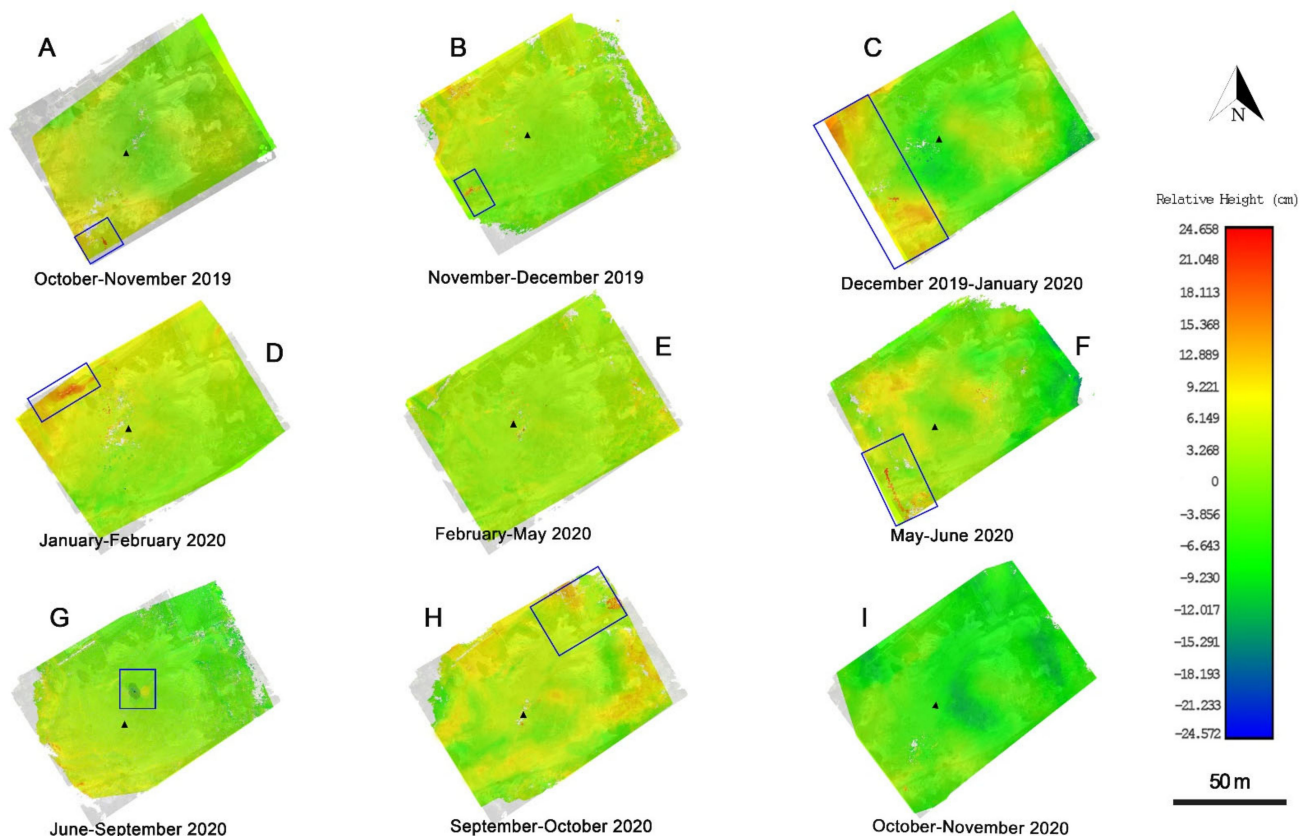 A
B
C
N
October-November 2019
November-December 2019
December 2019-January 2020
D
E
F
January-February 2020
February-May 2020
May-June 2020
G
H
I
June-September 2020
September-October 2020
October-November 2020
Relative Height (cm)
24.658
21.048
18.113
15.368
12.889
9.221
6.149
3.268
0
-3.856
-6.643
-9.230
-12.017
-15.291
-18.193
-21.233
-24.572
50 m